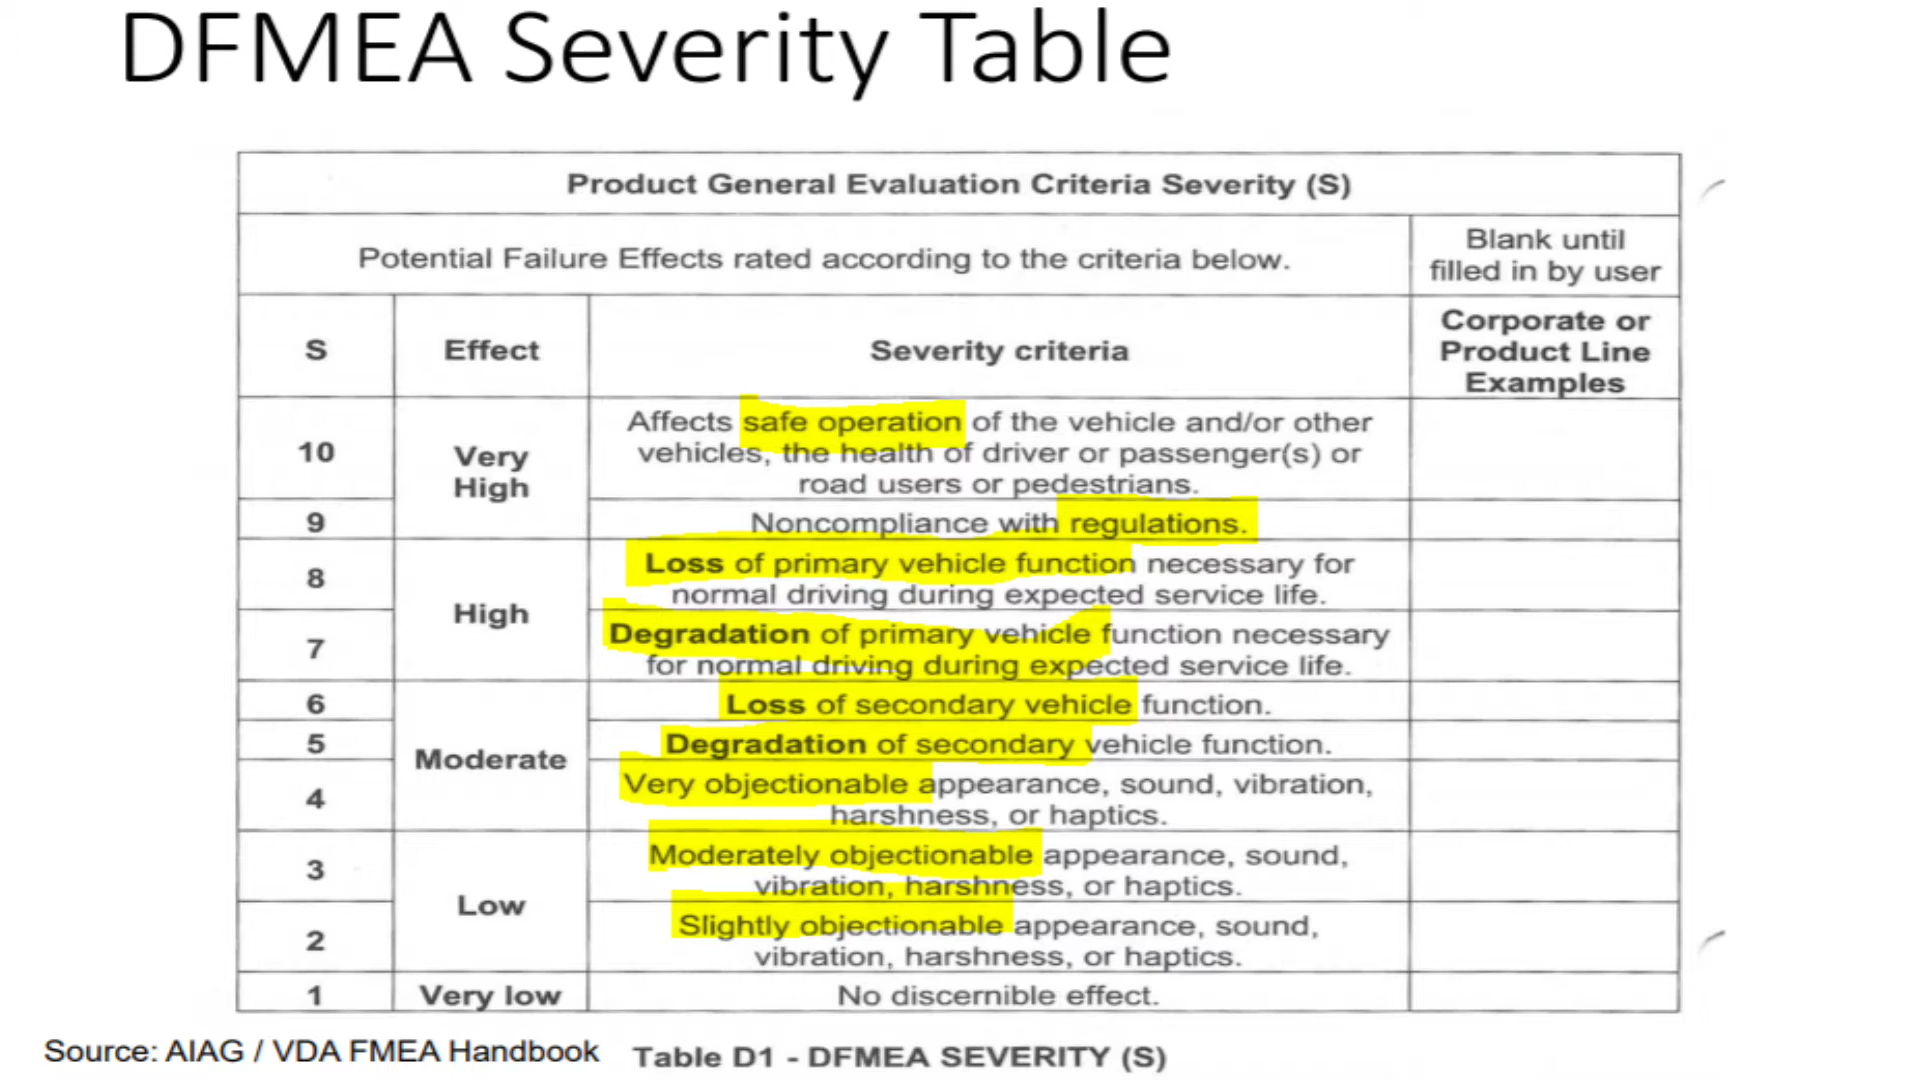 DFMEA Severity Table
Product General Evaluation Criteria Severity (S)
Potential Failure Effects rated according to the criteria below.
Blank until
filled in by user
S
Effect
Severity criteria
Corporate or
Product Line
Examples
10
Very
High
Affects safe operation of the vehicle and/or other
vehicles, the health of driver or passenger(s) or
road users or pedestrians.
9
Noncompliance with regulations.
8
High
Loss of primary vehicle function necessary for
normal driving during expected service life.
7
Degradation of primary vehicle function necessary
for normal driving during expected service life.
6
Moderate
Loss of secondary vehicle function.
5
Degradation of secondary vehicle function.
4
Very objectionable appearance, sound, vibration,
harshness, or haptics.
3
Low
Moderately objectionable appearance, sound,
vibration, harshness, or haptics.
2
Slightly objectionable appearance, sound,
vibration, harshness, or haptics.
1
Very low
No discernible effect.
Source: AIAG / VDA FMEA Handbook
Table D1 - DFMEA SEVERITY (S)